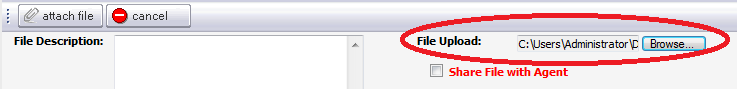 attach file cancel
File Description: File Upload: C:\Users\Administrator\D Browse...
Share File with Agent